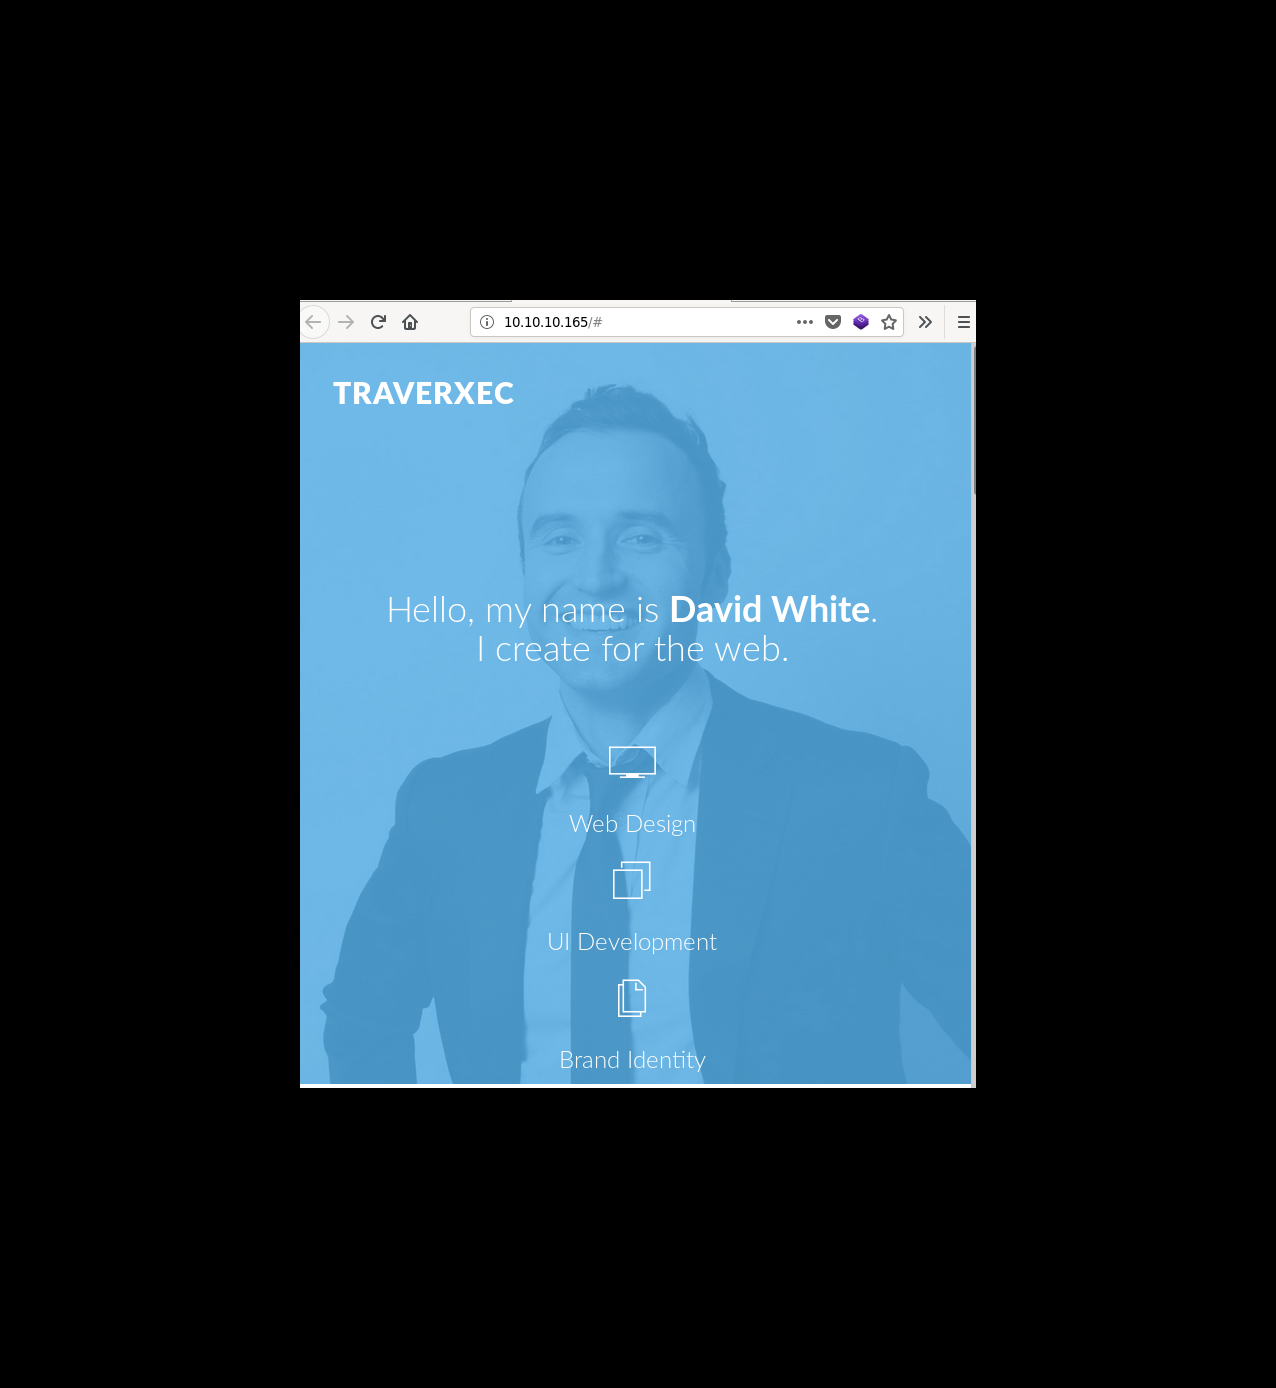 10.10.10.165/#
TRAVERXEC
Hello, my name is David White.
I create for the web.
Web Design
UI Development
Brand Identity